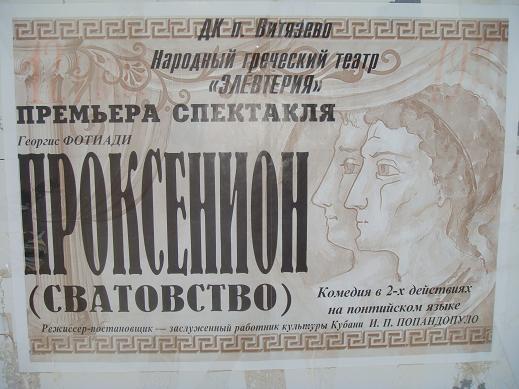 ДК п. Витязево
Народный греческий театр
«ЭЛЕВТЕРИЯ»
ПРЕМЬЕРА СПЕКТАКЛЯ
Георгис ФОТИАДИ
ПРОКСЕНИОН
(СВАТОВСТВО)
Комедия в 2-х действиях
на понтийском языке
Режиссер-постановщик — заслуженный работник культуры Кубани И. П. ПОПАНДОПУЛО